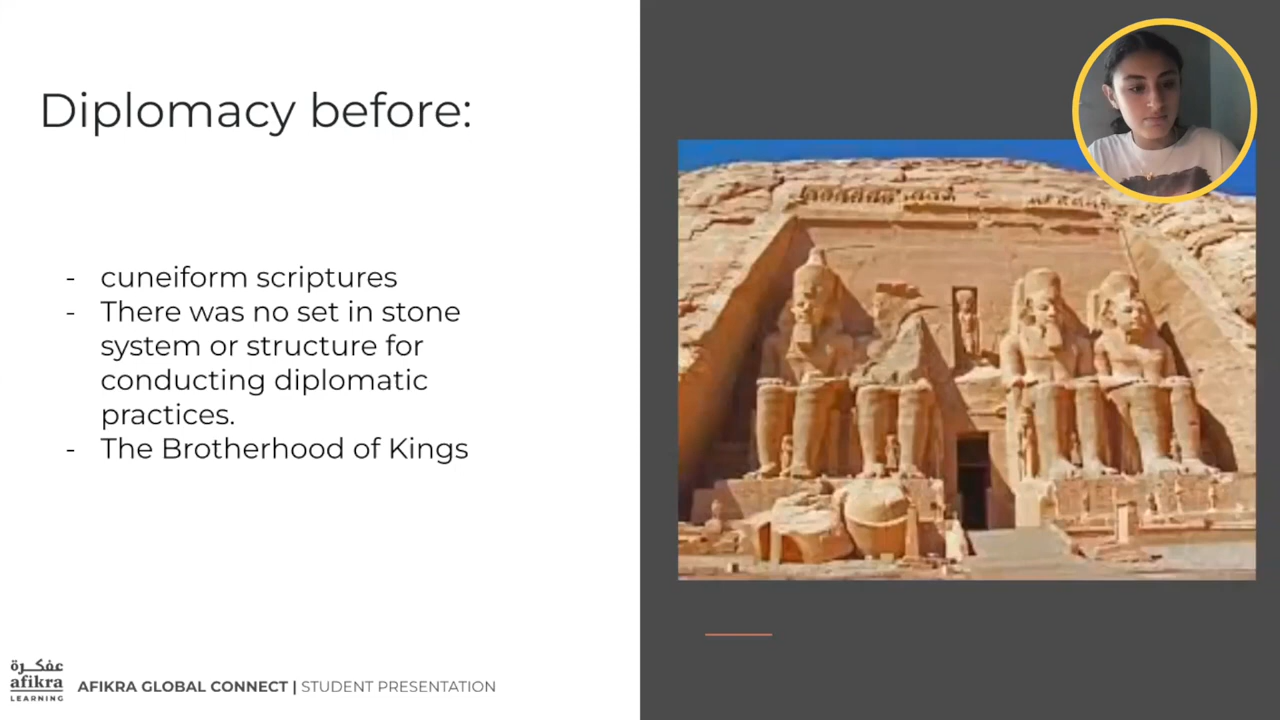 Diplomacy before:
- cuneiform scriptures
- There was no set in stone
system or structure for
conducting diplomatic
practices.
- The Brotherhood of Kings
عفكرة
afikra
LEARNING
AFIKRA GLOBAL CONNECT | STUDENT PRESENTATION